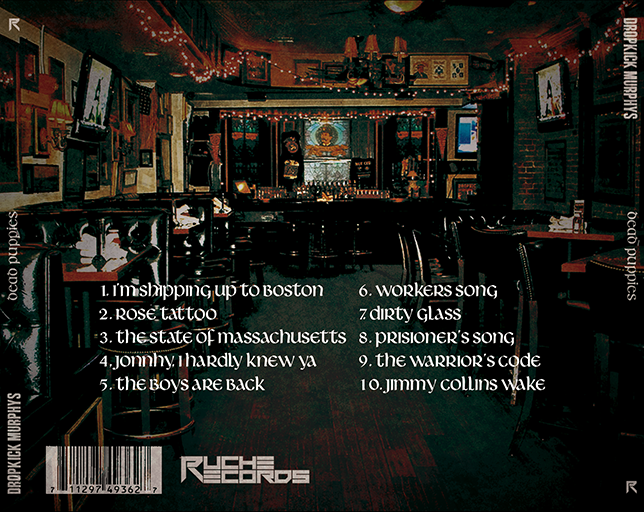 R
DROPKICK MURPHYS
dead puppies
dead puppies
1. i'm shipping up to boston
2. rose tattoo
3. the state of massachusetts
4. jonnhy, i hardly knew ya
5. the boys are back
6. workers song
7 dirty glass
8. prisioner's song
9. the warrior's code
10. jimmy collins wake
DROPKICK MURPHYS
7 11297 49362 7
RUCHE
RECORDS
R